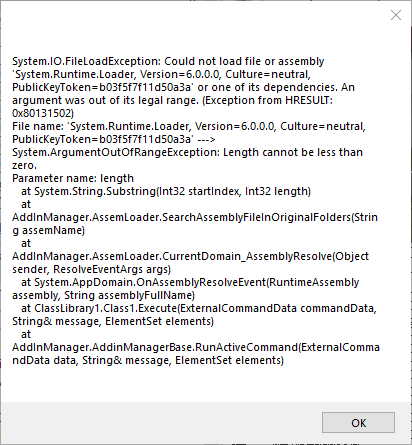 System.IO.FileLoadException: Could not load file or assembly
'System.Runtime.Loader, Version=6.0.0.0, Culture=neutral,
PublicKeyToken=b03f5f7f11d50a3a' or one of its dependencies. An
argument was out of its legal range. (Exception from HRESULT:
0x80131502)
File name: 'System.Runtime.Loader, Version=6.0.0.0, Culture=neutral,
PublicKeyToken=b03f5f7f11d50a3a' --->
System.ArgumentOutOfRangeException: Length cannot be less than
zero.
Parameter name: length
at System.String.Substring(Int32 startIndex, Int32 length)
at
AddInManager.AssemLoader.SearchAssemblyFileInOriginalFolders(Strin
g assemName)
at
AddInManager.AssemLoader.CurrentDomain_AssemblyResolve(Object
sender, ResolveEventArgs args)
at System.AppDomain.OnAssemblyResolveEvent(RuntimeAssembly
assembly, String assemblyFullName)
at ClassLibrary1.Class1.Execute(ExternalCommandData commandData,
String& message, ElementSet elements)
at
AddInManager.AddinManagerBase.RunActiveCommand(ExternalComma
ndData data, String& message, ElementSet elements)
OK